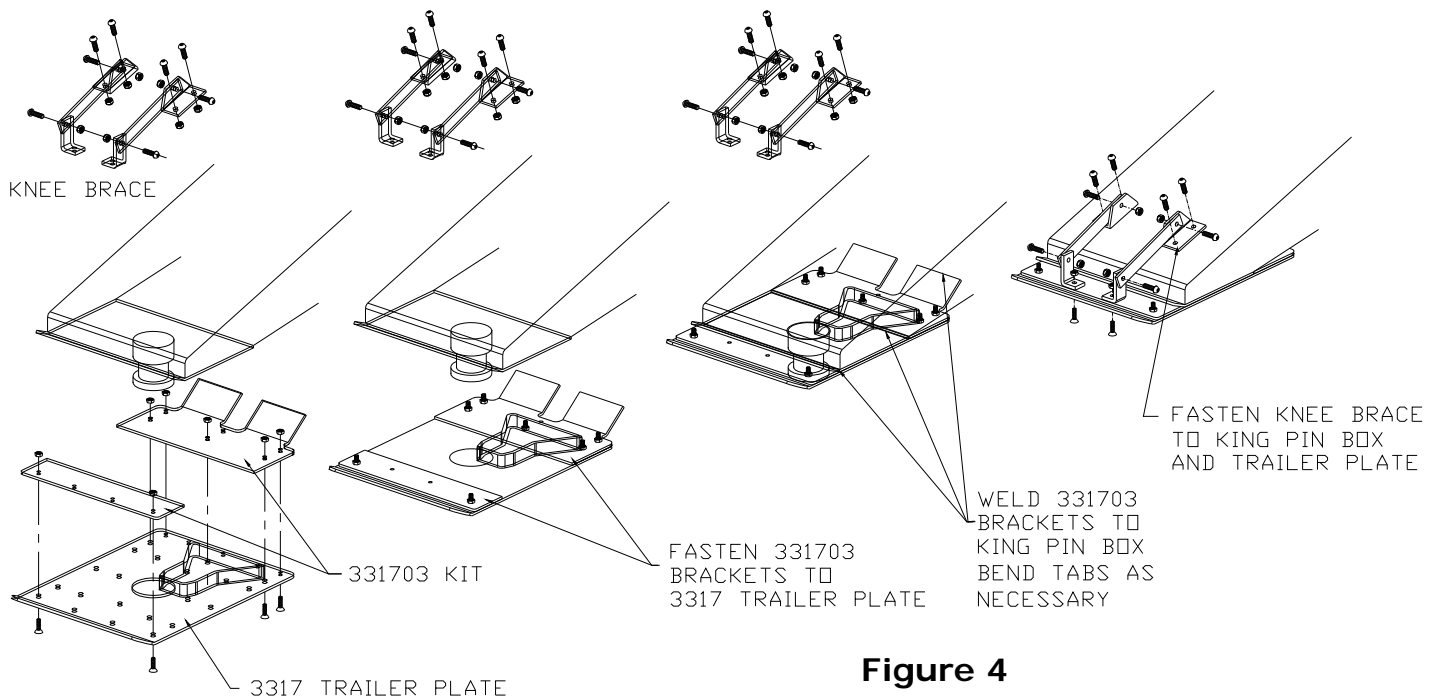 KNEE BRACE
331703 KIT
3317 TRAILER PLATE
FASTEN 331703
BRACKETS TO
3317 TRAILER PLATE
WELD 331703
BRACKETS TO
KING PIN BOX
BEND TABS AS
NECESSARY
FASTEN KNEE BRACE
TO KING PIN BOX
AND TRAILER PLATE
Figure 4